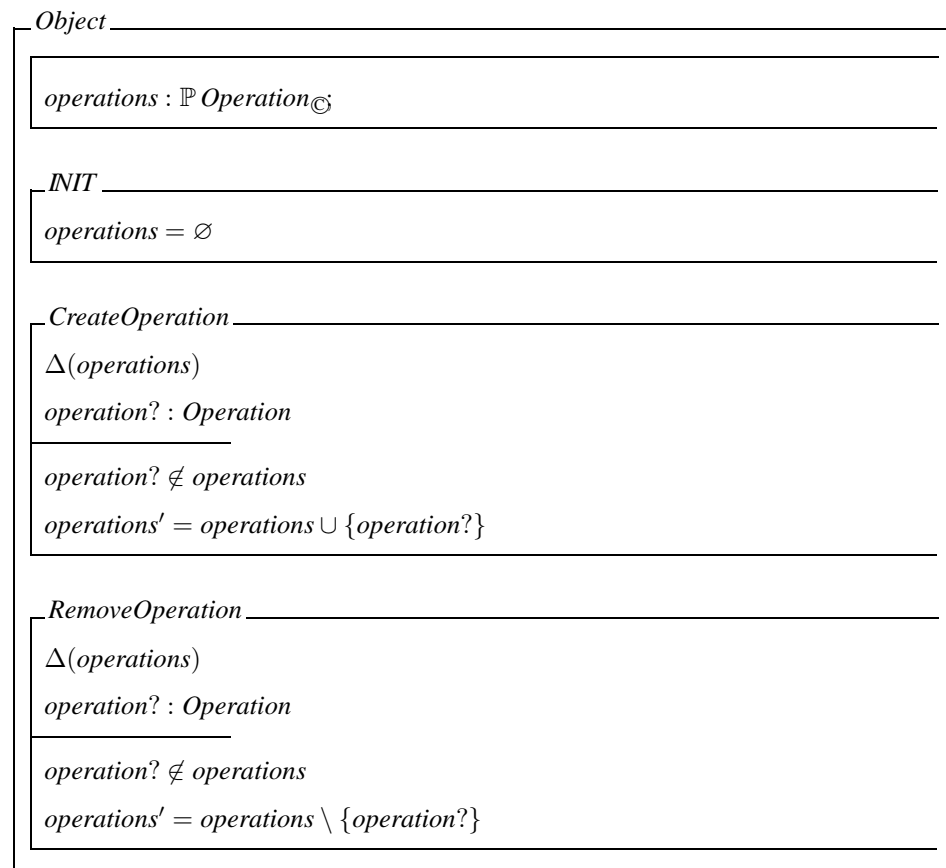 Object
operations : ℙ Operation©;
INIT
operations = ∅
CreateOperation
Δ(operations)
operation? : Operation
operation? ∉ operations
operations′ = operations ∪ {operation?}
RemoveOperation
Δ(operations)
operation? : Operation
operation? ∉ operations
operations′ = operations \ {operation?}